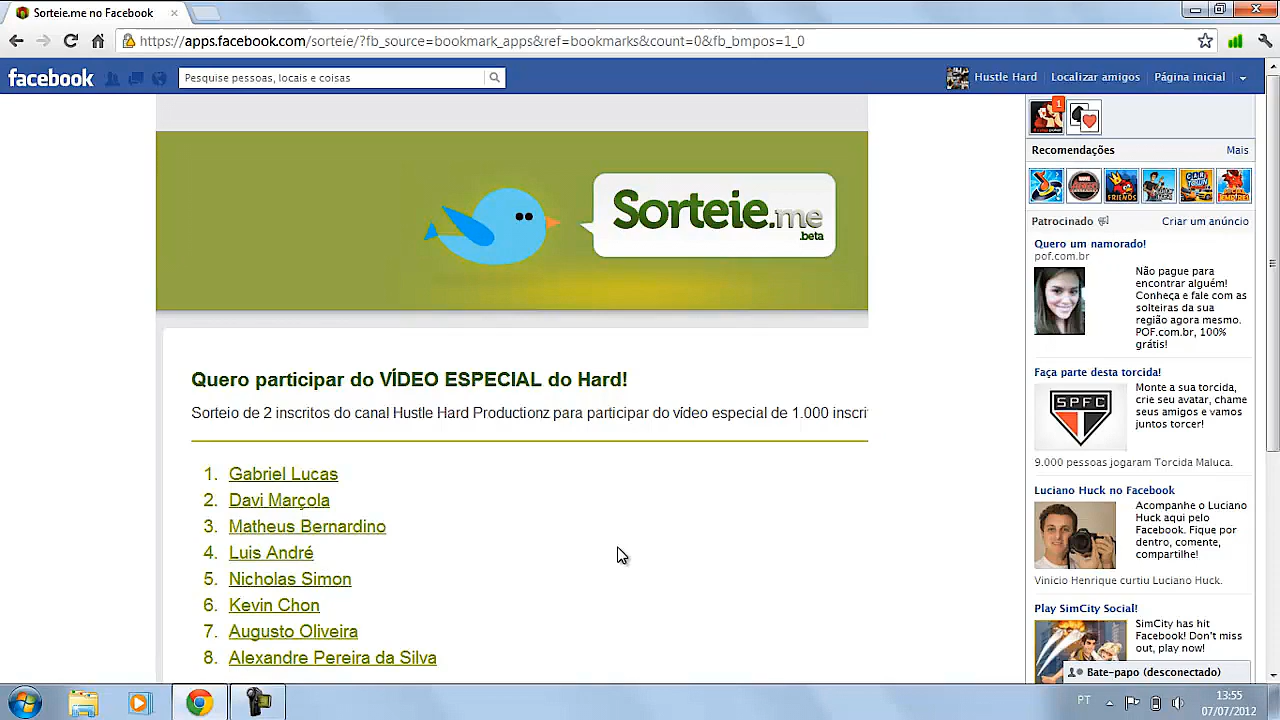 Sorteie.me no Facebook
https://apps.facebook.com/sorteie/?fb_source=bookmark_apps&ref=bookmarks&count=0&fb_bmpos=1_0
facebook
Pesquise pessoas, locais e coisas
Hustle Hard
Localizar amigos
Página inicial
1
Recomendações
Mais
FRIENDS
Patrocinado
Criar um anúncio
Sorteie.me
.beta
Quero um namorado!
pof.com.br
Não pague para
encontrar alguém!
Conheça e fale com as
solteiras da sua
região agora mesmo.
POF.com.br, 100%
grátis!
Faça parte desta torcida!
SPFC
Monte a sua torcida,
crie seu avatar, chame
seus amigos e vamos
juntos torcer!
9.000 pessoas jogaram Torcida Maluca.
Luciano Huck no Facebook
Acompanhe o Luciano
Huck aqui pelo
Facebook. Fique por
dentro, comente,
compartilhe!
Vinicio Henrique curtiu Luciano Huck.
Play SimCity Social!
SimCity has hit
Facebook! Don't miss
out, play now!
Bate-papo (desconectado)
Quero participar do VÍDEO ESPECIAL do Hard!
Sorteio de 2 inscritos do canal Hustle Hard Productionz para participar do vídeo especial de 1.000 inscri
1. Gabriel Lucas
2. Davi Marçola
3. Matheus Bernardino
4. Luis André
5. Nicholas Simon
6. Kevin Chon
7. Augusto Oliveira
8. Alexandre Pereira da Silva
PT
13:55
07/07/2012